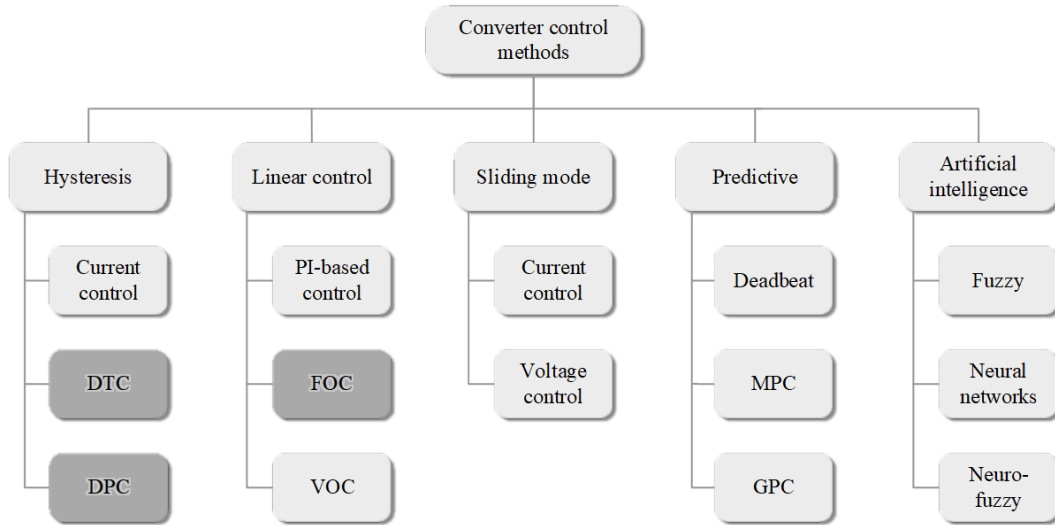 Converter control
methods
Hysteresis
Linear control
Sliding mode
Predictive
Artificial
intelligence
Current
control
PI-based
control
Current
control
Deadbeat
Fuzzy
DTC
FOC
Voltage
control
MPC
Neural
networks
DPC
VOC
GPC
Neuro-
fuzzy